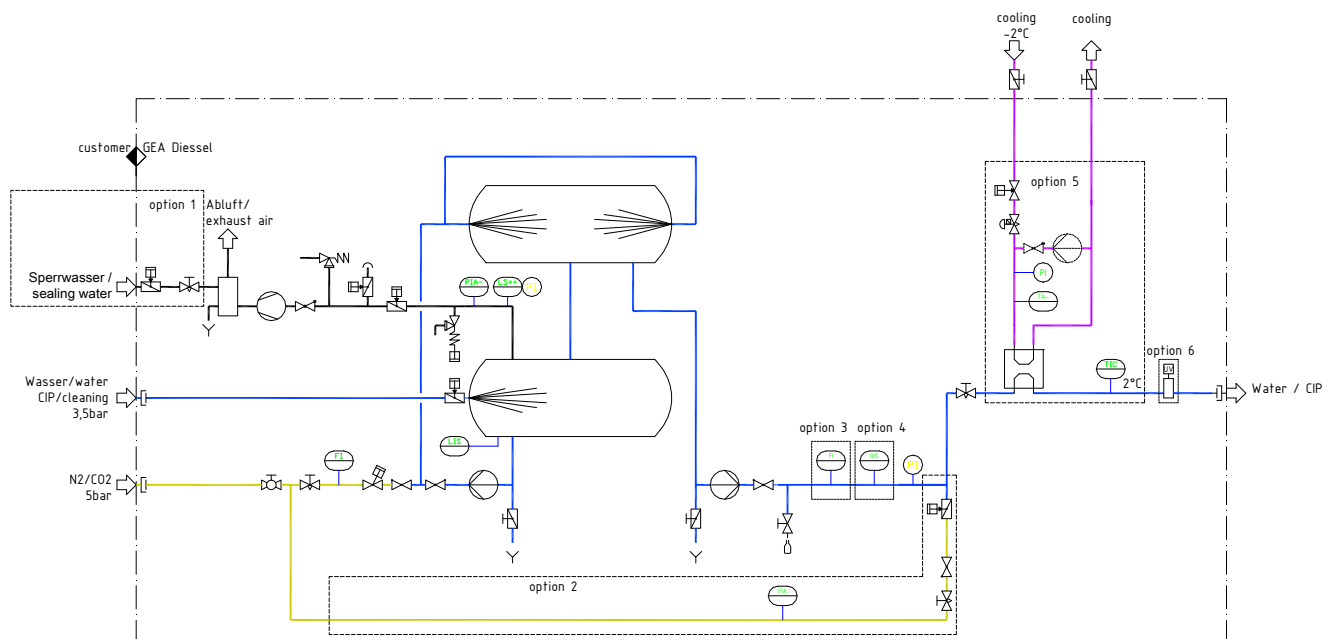 cooling
-2°C
cooling
customer
GEA Diessel
option 1
Abluft/
exhaust air
option 5
Sperrwasser /
sealing water
PIA-
LS++
PI
PI
TA-
option 6
UV
Wasser/water
CIP/cleaning
3,5bar
TIC
2°C
Water / CIP
LIS
option 3
option 4
N2/CO2
5bar
FI
FI
PI
option 2